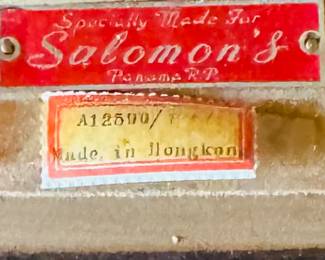 Specially Made For
Salomon's
Panama R.P.
A12590/
Made in Hongkong